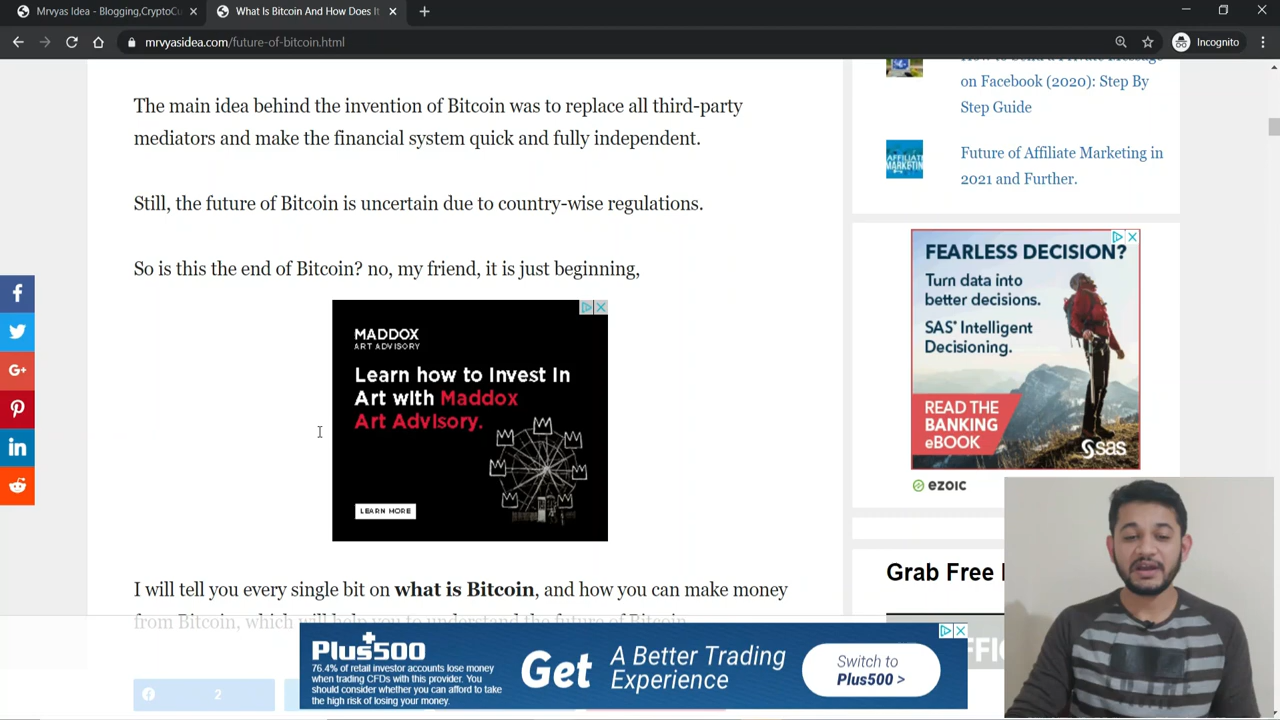 Mrvyas Idea - Blogging,CryptoCu
What Is Bitcoin And How Does It
mrvyasidea.com/future-of-bitcoin.html
Incognito
The main idea behind the invention of Bitcoin was to replace all third-party
mediators and make the financial system quick and fully independent.
Still, the future of Bitcoin is uncertain due to country-wise regulations.
So is this the end of Bitcoin? no, my friend, it is just beginning,
MADDOX
ART ADVISORY
Learn how to Invest In
Art with Maddox
Art Advisory.
LEARN MORE
I will tell you every single bit on what is Bitcoin, and how you can make money
from Bitcoin, which will help you to understand the future of Bitcoin.
2
How to Send a Private Message
on Facebook (2020): Step By
Step Guide
AFFILIATE
MARKETING
Future of Affiliate Marketing in
2021 and Further.
FEARLESS DECISION?
Turn data into
better decisions.
SAS® Intelligent
Decisioning.
READ THE
BANKING
eBOOK
sas
ezoic
Grab Free
Plus500
76.4% of retail investor accounts lose money
when trading CFDs with this provider. You
should consider whether you can afford to take
the high risk of losing your money.
Get
A Better Trading
Experience
Switch to
Plus500 >